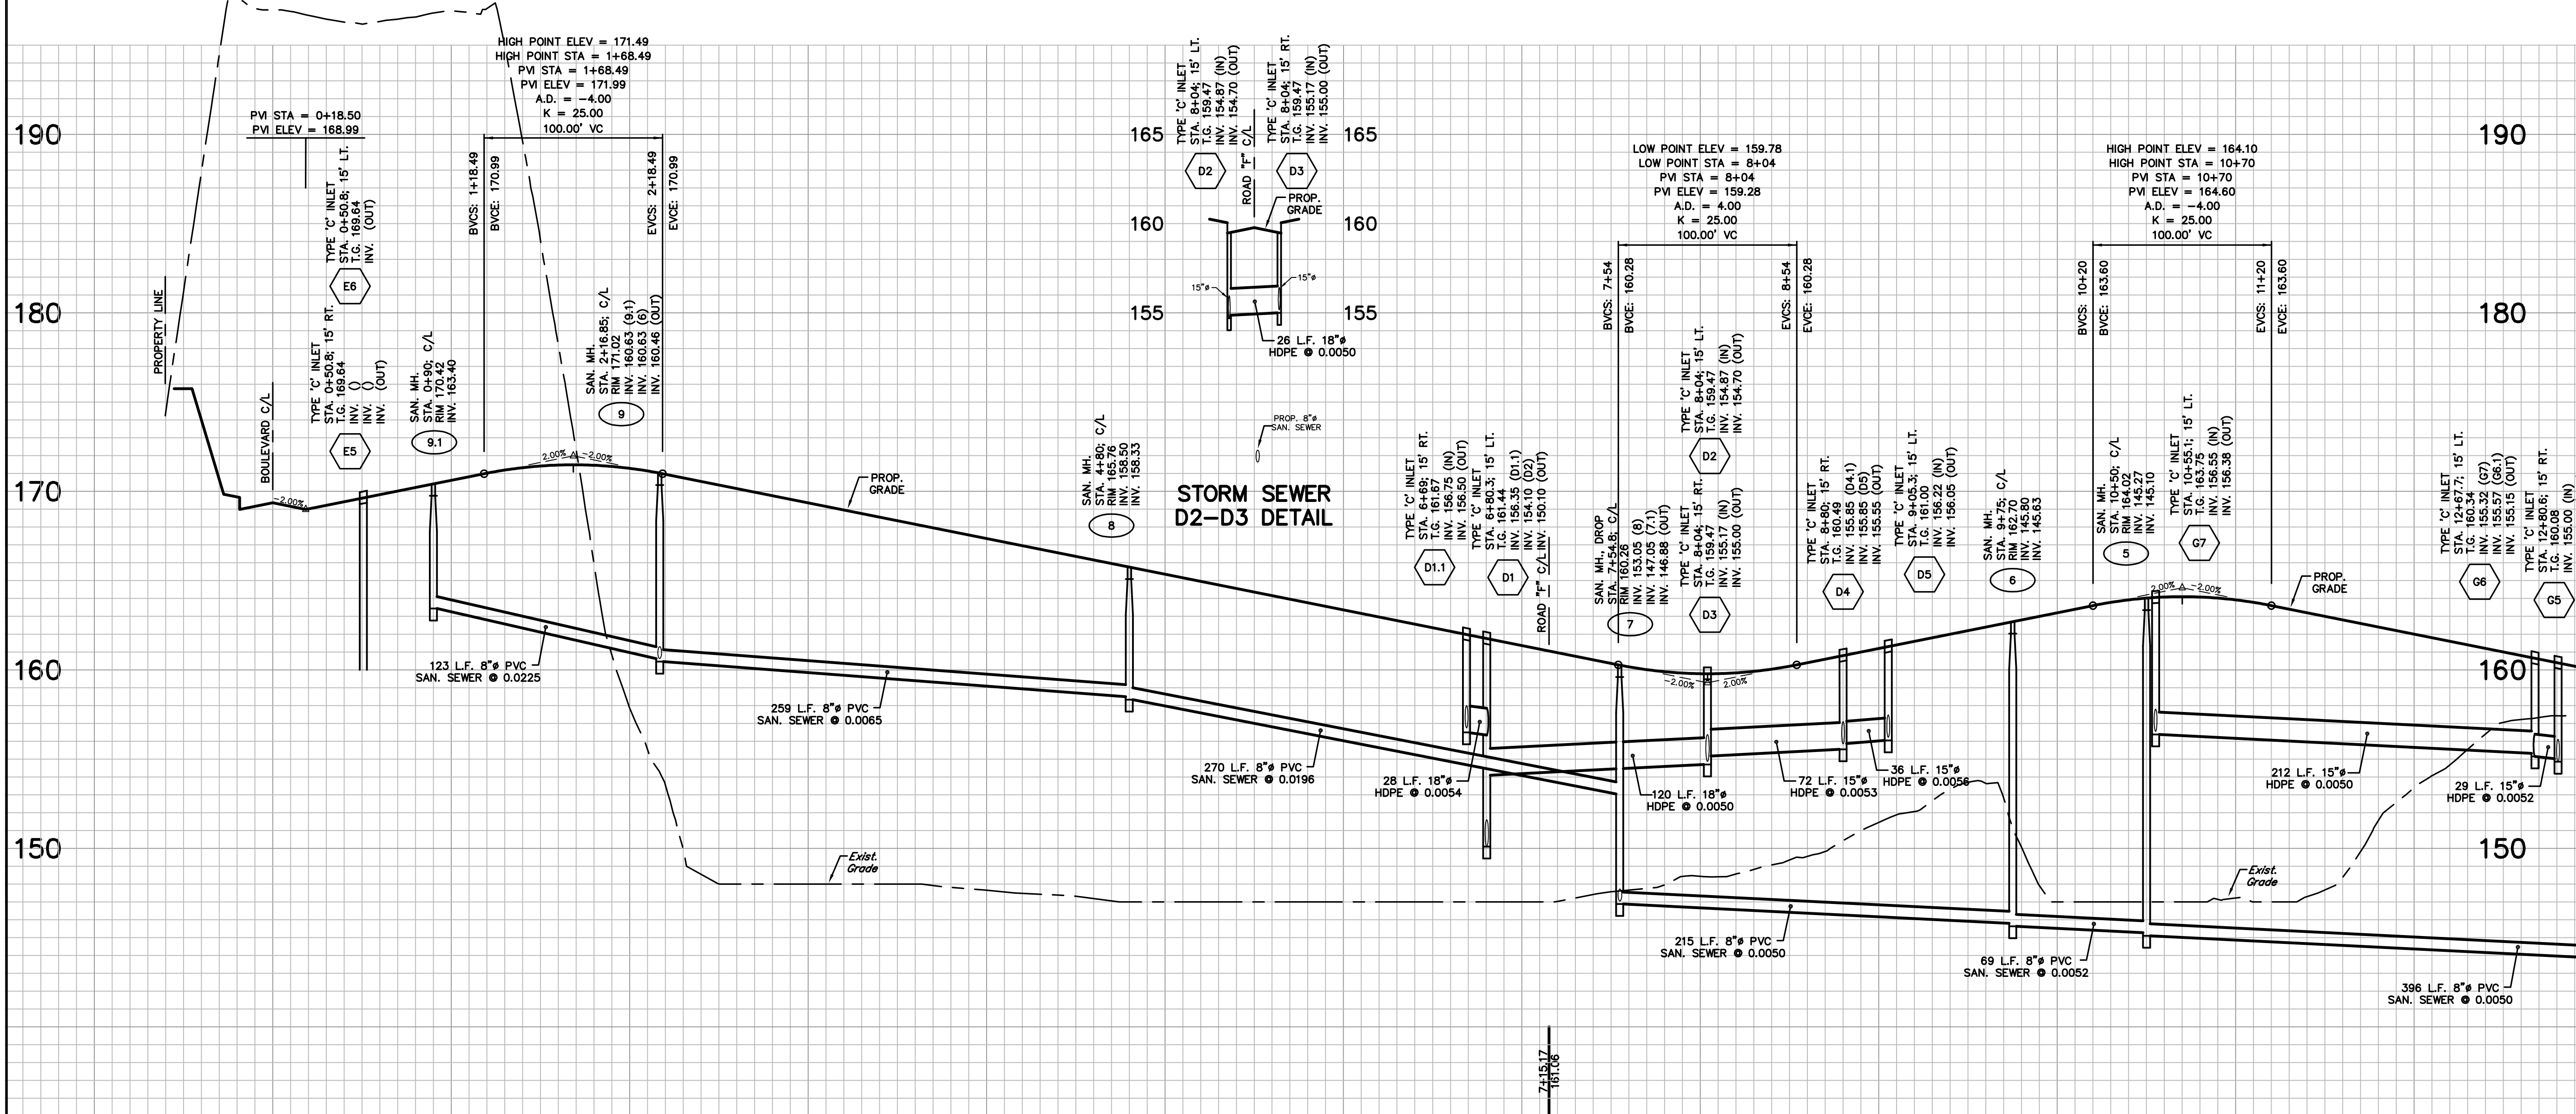 190
180
170
160
150
PROPERTY LINE
BOULEVARD C/L
PVI STA = 0+18.50
PVI ELEV = 168.99
TYPE 'C' INLET
STA. 0+50.8; 15' LT.
T.G. 169.64
INV. (OUT)
E6
TYPE 'C' INLET
STA. 0+50.8; 15' RT.
T.G. 169.64
INV. ()
INV. ()
INV. (OUT)
E5
-2.00%
SAN. MH.
STA. 0+90; C/L
RIM 170.42
INV. 163.40
9.1
HIGH POINT ELEV = 171.49
HIGH POINT STA = 1+68.49
PVI STA = 1+68.49
PVI ELEV = 171.99
A.D. = -4.00
K = 25.00
100.00' VC
BVCS: 1+18.49
BVCE: 170.99
EVCS: 2+18.49
EVCE: 170.99
SAN. MH.
STA. 2+16.85; C/L
RIM 171.02
INV. 160.63 (9.1)
INV. 160.63 (6)
INV. 160.46 (OUT)
9
2.00%
-2.00%
123 L.F. 8"ø PVC
SAN. SEWER @ 0.0225
PROP.
GRADE
259 L.F. 8"ø PVC
SAN. SEWER @ 0.0065
Exist.
Grade
SAN. MH.
STA. 4+80; C/L
RIM 165.76
INV. 158.50
INV. 158.33
8
165
160
155
TYPE 'C' INLET
STA. 8+04; 15' LT.
T.G. 159.47
INV. 154.87 (IN)
INV. 154.70 (OUT)
D2
ROAD "F" C/L
TYPE 'C' INLET
STA. 8+04; 15' RT.
T.G. 159.47
INV. 155.17 (IN)
INV. 155.00 (OUT)
D3
PROP.
GRADE
15"ø
15"ø
165
160
155
26 L.F. 18"ø
HDPE @ 0.0050
PROP. 8"ø
SAN. SEWER
STORM SEWER
D2-D3 DETAIL
270 L.F. 8"ø PVC
SAN. SEWER @ 0.0196
TYPE 'C' INLET
STA. 6+69; 15' RT.
T.G. 161.67
INV. 156.75 (IN)
INV. 156.50 (OUT)
D1.1
TYPE 'C' INLET
STA. 6+80.3; 15' LT.
T.G. 161.44
INV. 156.35 (D1.1)
INV. 154.10 (D2)
INV. 150.10 (OUT)
D1
ROAD "F" C/L
28 L.F. 18"ø
HDPE @ 0.0054
SAN. MH., DROP
STA. 7+54.8; C/L
RIM 160.26
INV. 153.05 (8)
INV. 147.05 (7.1)
INV. 146.88 (OUT)
7
LOW POINT ELEV = 159.78
LOW POINT STA = 8+04
PVI STA = 8+04
PVI ELEV = 159.28
A.D. = 4.00
K = 25.00
100.00' VC
BVCS: 7+54
BVCE: 160.28
EVCS: 8+54
EVCE: 160.28
TYPE 'C' INLET
STA. 8+04; 15' LT.
T.G. 159.47
INV. 154.87 (IN)
INV. 154.70 (OUT)
D2
TYPE 'C' INLET
STA. 8+04; 15' RT.
T.G. 159.47
INV. 155.17 (IN)
INV. 155.00 (OUT)
D3
-2.00%
2.00%
120 L.F. 18"ø
HDPE @ 0.0050
72 L.F. 15"ø
HDPE @ 0.0053
36 L.F. 15"ø
HDPE @ 0.0056
TYPE 'C' INLET
STA. 8+80; 15' RT.
T.G. 160.49
INV. 155.85 (D4.1)
INV. 155.85 (D5)
INV. 155.55 (OUT)
D4
TYPE 'C' INLET
STA. 9+05.3; 15' LT.
T.G. 161.00
INV. 156.22 (IN)
INV. 156.05 (OUT)
D5
SAN. MH.
STA. 9+75; C/L
RIM 162.70
INV. 145.80
INV. 145.63
6
215 L.F. 8"ø PVC
SAN. SEWER @ 0.0050
69 L.F. 8"ø PVC
SAN. SEWER @ 0.0052
HIGH POINT ELEV = 164.10
HIGH POINT STA = 10+70
PVI STA = 10+70
PVI ELEV = 164.60
A.D. = -4.00
K = 25.00
100.00' VC
BVCS: 10+20
BVCE: 163.60
EVCS: 11+20
EVCE: 163.60
SAN. MH.
STA. 10+50; C/L
RIM 164.02
INV. 145.27
INV. 145.10
5
TYPE 'C' INLET
STA. 10+55.1; 15' LT.
T.G. 163.75
INV. 156.55 (IN)
INV. 156.38 (OUT)
G7
2.00%
-2.00%
PROP.
GRADE
212 L.F. 15"ø
HDPE @ 0.0050
29 L.F. 15"ø
HDPE @ 0.0052
Exist.
Grade
396 L.F. 8"ø PVC
SAN. SEWER @ 0.0050
TYPE 'C' INLET
STA. 12+67.7; 15' LT.
T.G. 160.34
INV. 155.32 (G7)
INV. 155.57 (G6.1)
INV. 155.15 (OUT)
G6
TYPE 'C' INLET
STA. 12+80.6; 15' RT.
T.G. 160.08
INV. 155.00 (IN)
G5
190
180
160
150
7+15.17
161.06